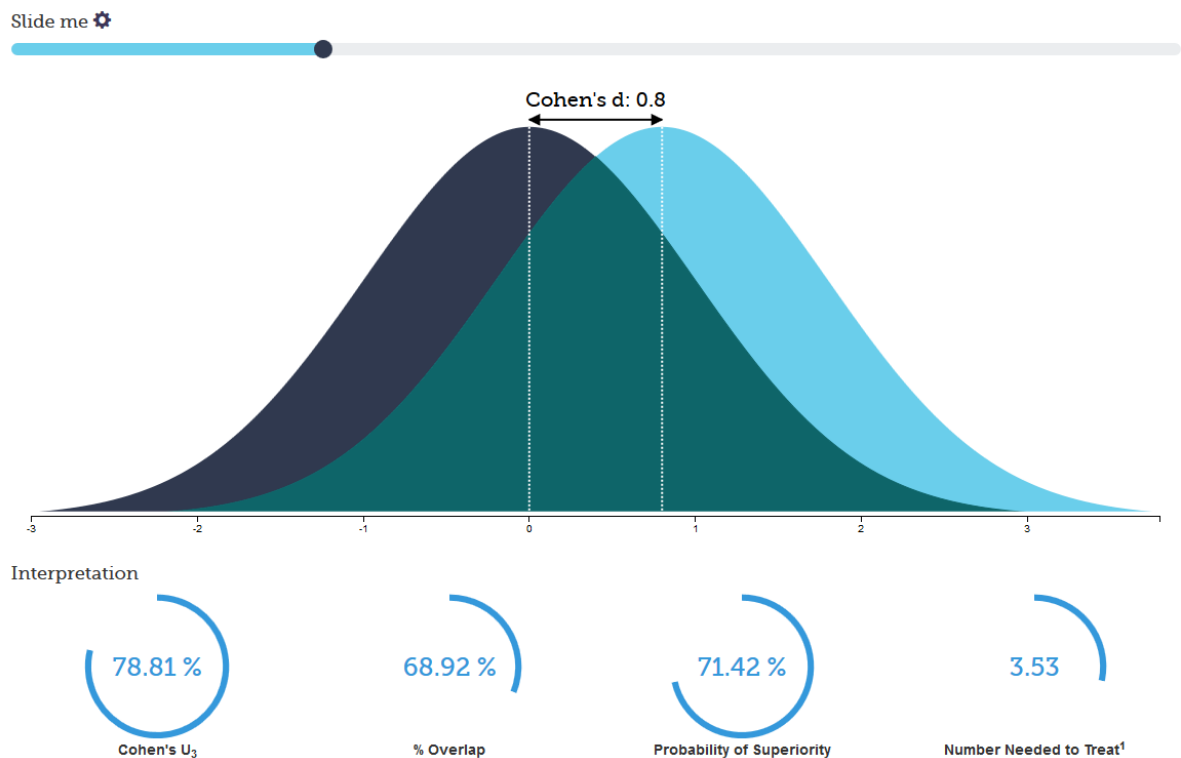 Slide me
Cohen's d: 0.8
-3 -2 -1 0 1 2 3
Interpretation
78.81 % 68.92 % 71.42 % 3.53
Cohen's U₃ % Overlap Probability of Superiority Number Needed to Treat¹